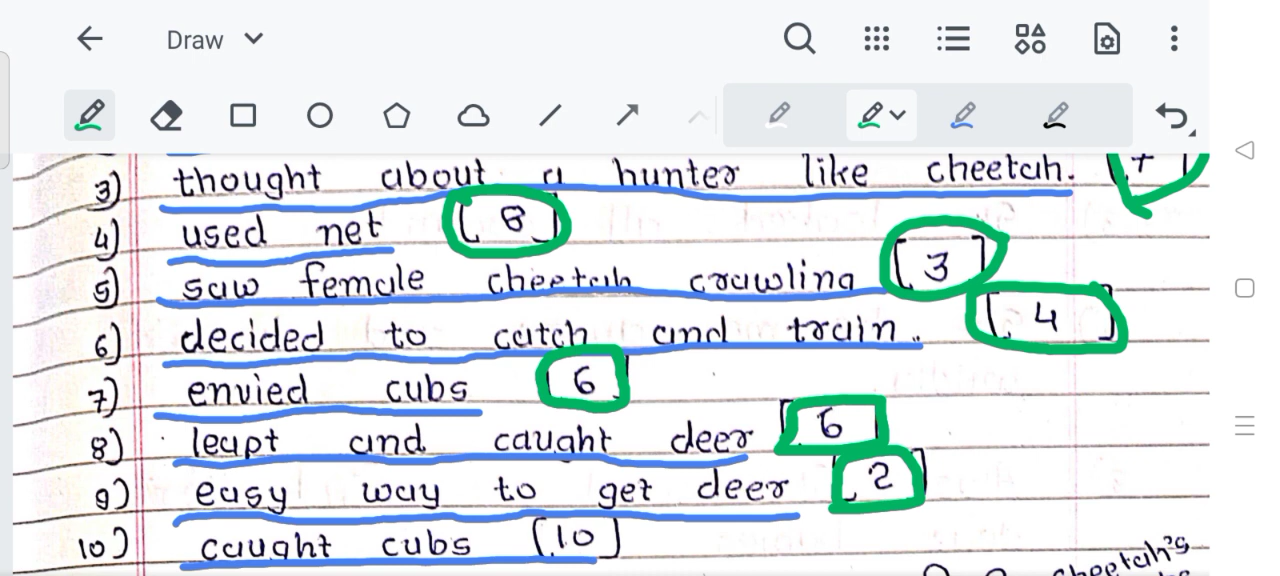 Draw
3) thought about a hunter like cheetah. [7]
4) used net [8]
5) saw female cheetah crawling [3]
6) decided to catch and train. [4]
7) envied cubs [6]
8) leapt and caught deer [6]
9) easy way to get deer [2]
10) caught cubs [10]
cheetah's